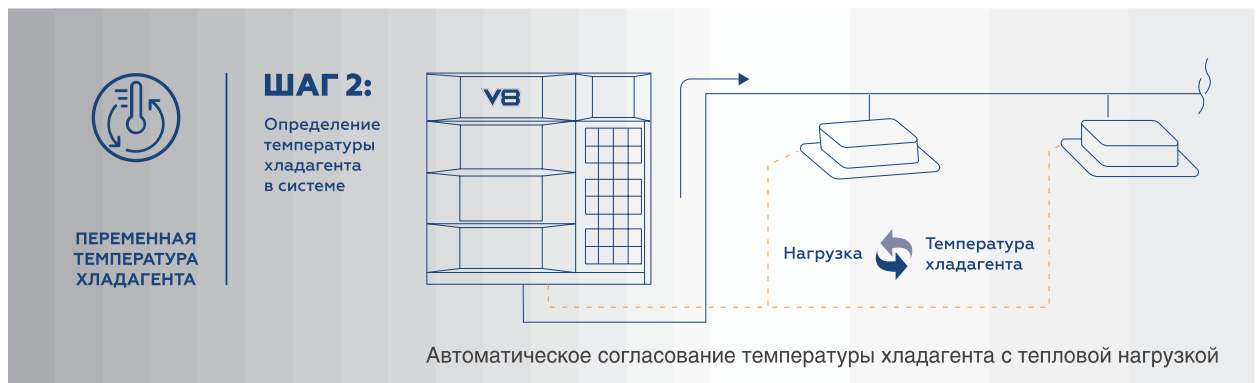 ПЕРЕМЕННАЯ
ТЕМПЕРАТУРА
ХЛАДАГЕНТА
ШАГ 2:
Определение
температуры
хладагента
в системе
V8
Нагрузка
Температура
хладагента
Автоматическое согласование температуры хладагента с тепловой нагрузкой